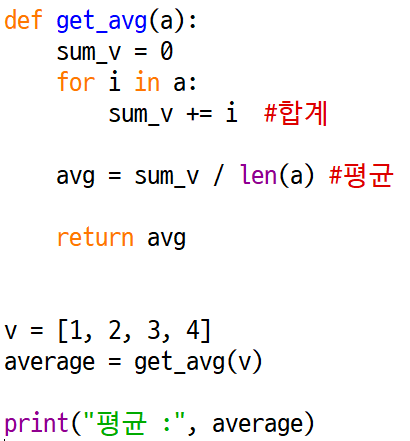 def get_avg(a):
    sum_v = 0
    for i in a:
        sum_v += i  #합계
    avg = sum_v / len(a) #평균
    return avg
v = [1, 2, 3, 4]
average = get_avg(v)
print("평균 :", average)